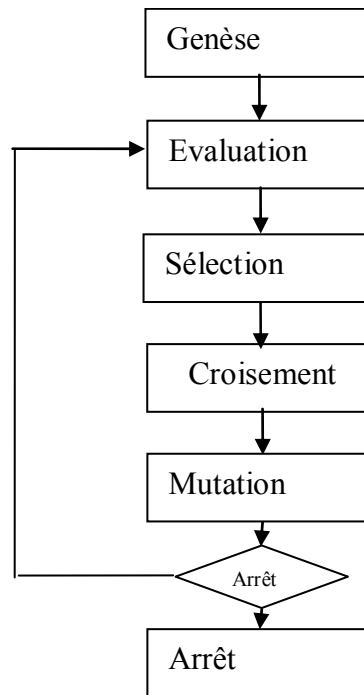 Genèse
Evaluation
Sélection
Croisement
Mutation
Arrêt
Arrêt